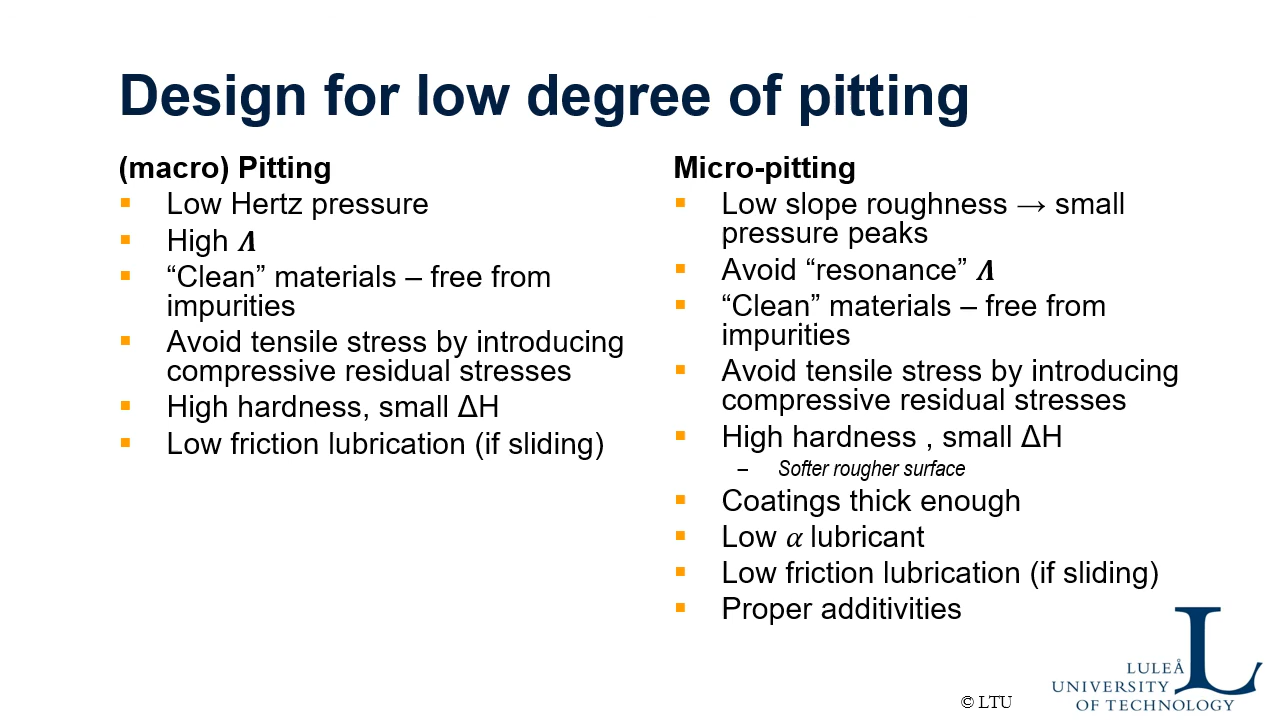 Design for low degree of pitting
(macro) Pitting
▪ Low Hertz pressure
▪ High Λ
▪ “Clean” materials – free from
impurities
▪ Avoid tensile stress by introducing
compressive residual stresses
▪ High hardness, small ΔH
▪ Low friction lubrication (if sliding)
Micro-pitting
▪ Low slope roughness → small
pressure peaks
▪ Avoid “resonance” Λ
▪ “Clean” materials – free from
impurities
▪ Avoid tensile stress by introducing
compressive residual stresses
▪ High hardness , small ΔH
– Softer rougher surface
▪ Coatings thick enough
▪ Low α lubricant
▪ Low friction lubrication (if sliding)
▪ Proper additivities
© LTU
LULEÅ
UNIVERSITY
OF TECHNOLOGY
L